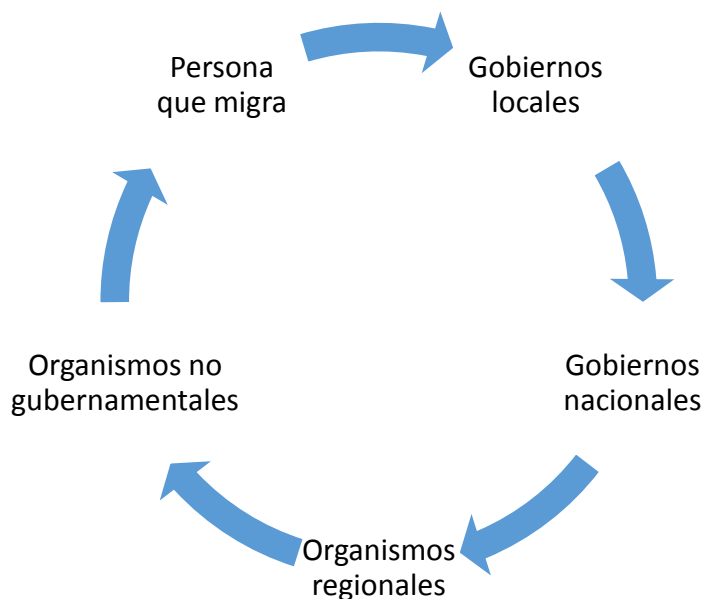 Persona
que migra
Gobiernos
locales
Gobiernos
nacionales
Organismos
regionales
Organismos no
gubernamentales